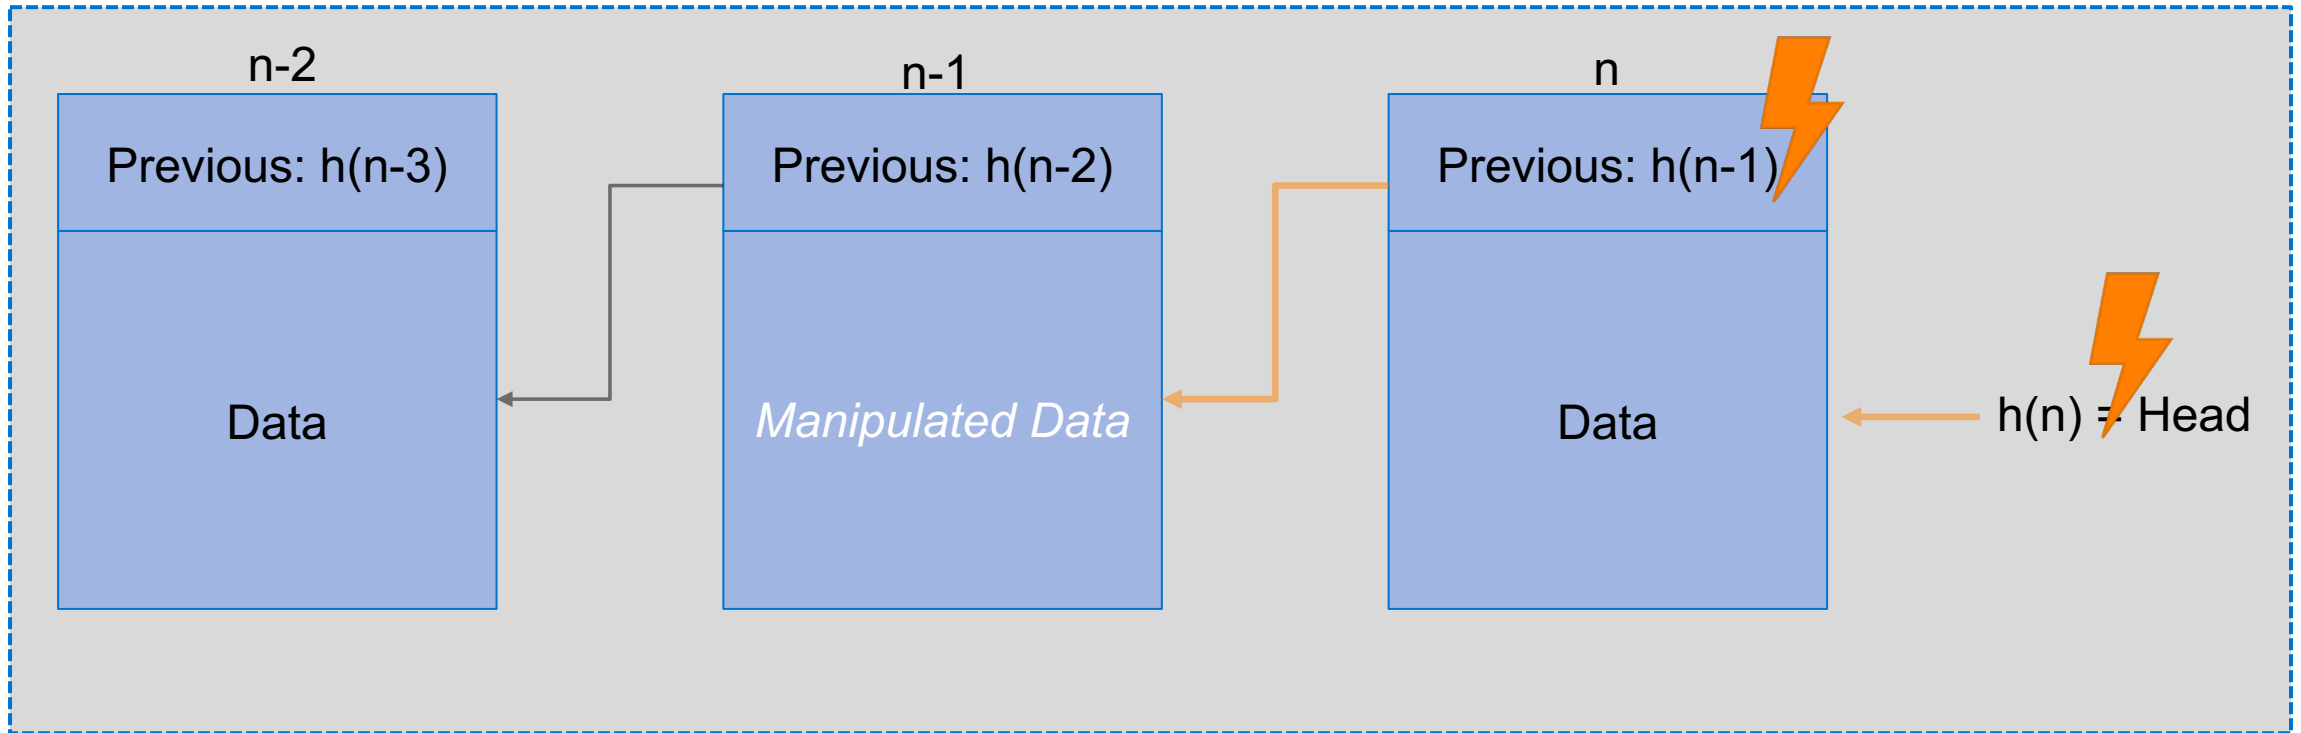 n-2
n-1
n
Previous: h(n-3)
Previous: h(n-2)
Previous: h(n-1)
Data
Manipulated Data
Data
h(n) = Head